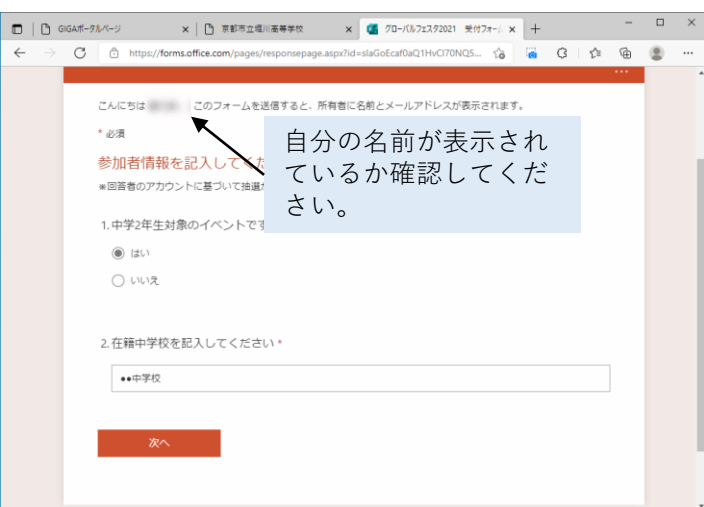 GIGAポータルページ
京都市立堀川高等学校
グローバルフェスタ2021 受付フォーム
https://forms.office.com/pages/responsepage.aspx?id=slaGoEcaf0aQ1HvCI70NQS...
こんにちは このフォームを送信すると、所有者に名前とメールアドレスが表示されます。
* 必須
自分の名前が表示され
ているか確認してくだ
さい。
参加者情報を記入してくだ
※回答者のアカウントに基づいて抽選
1. 中学2年生対象のイベントです
はい
いいえ
2. 在籍中学校を記入してください *
●●中学校
次へ